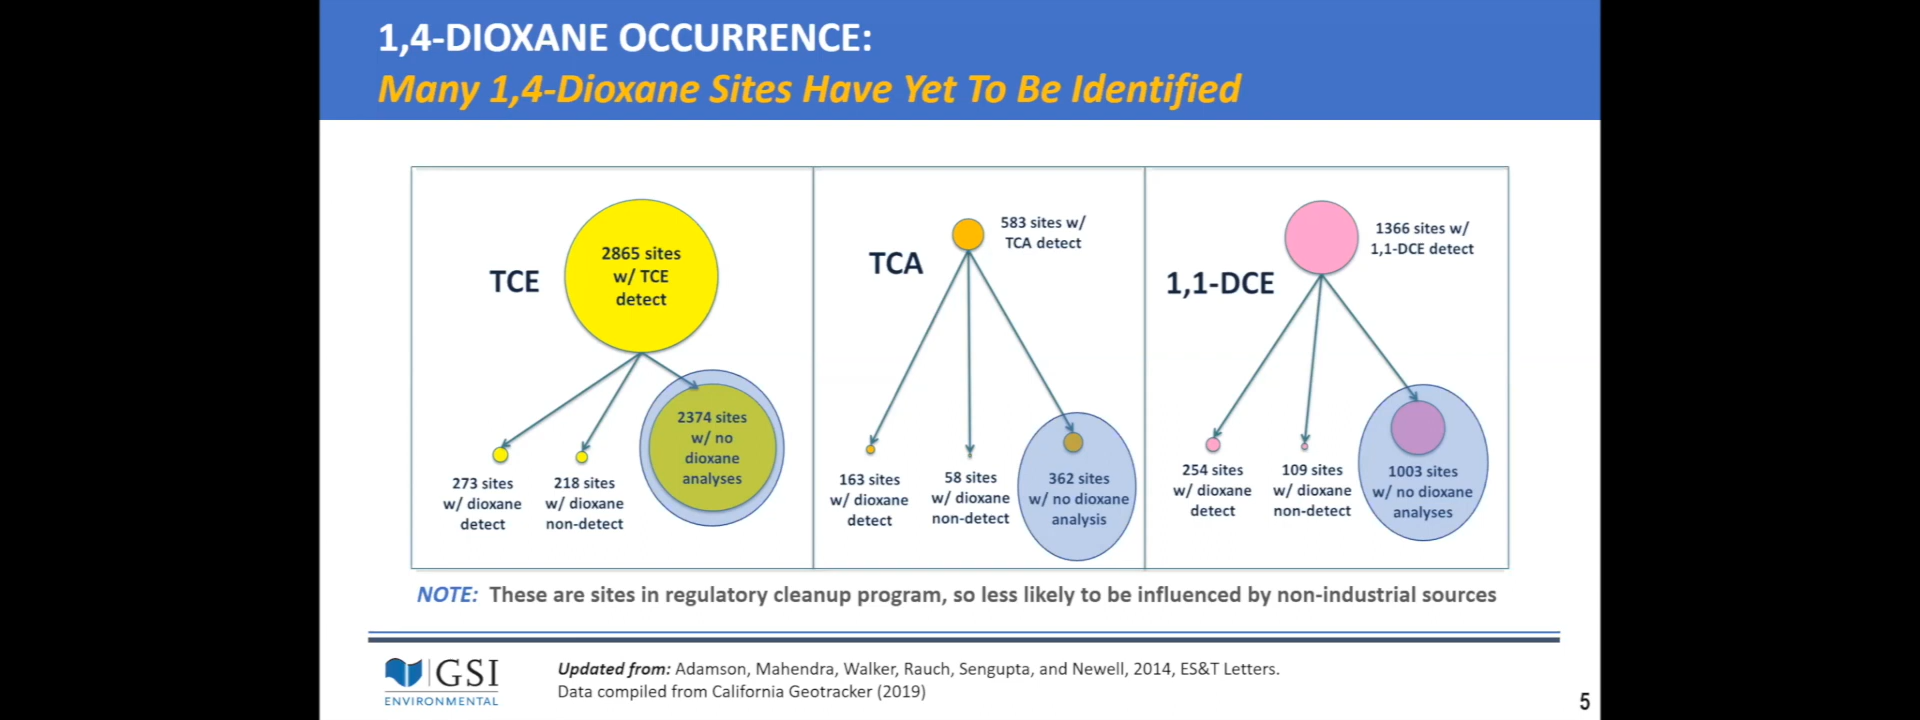 1,4-DIOXANE OCCURRENCE:
Many 1,4-Dioxane Sites Have Yet To Be Identified
TCE
2865 sites
w/ TCE
detect
273 sites
w/ dioxane
detect
218 sites
w/ dioxane
non-detect
2374 sites
w/ no
dioxane
analyses
TCA
583 sites w/
TCA detect
163 sites
w/ dioxane
detect
58 sites
w/ dioxane
non-detect
362 sites
w/ no dioxane
analysis
1,1-DCE
1366 sites w/
1,1-DCE detect
254 sites
w/ dioxane
detect
109 sites
w/ dioxane
non-detect
1003 sites
w/ no dioxane
analyses
NOTE: These are sites in regulatory cleanup program, so less likely to be influenced by non-industrial sources
GSI
ENVIRONMENTAL
Updated from: Adamson, Mahendra, Walker, Rauch, Sengupta, and Newell, 2014, ES&T Letters.
Data compiled from California Geotracker (2019)
5